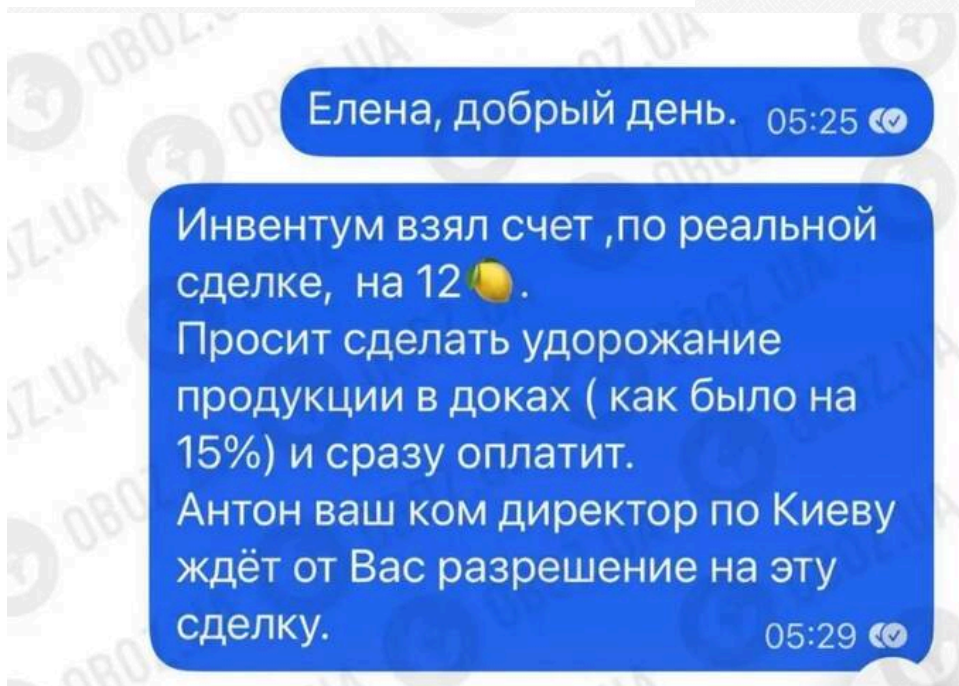 Елена, добрый день. 05:25
Инвентум взял счет ,по реальной
сделке, на 12🍋.
Просит сделать удорожание
продукции в доках ( как было на
15%) и сразу оплатит.
Антон ваш ком директор по Киеву
ждёт от Вас разрешение на эту
сделку. 05:29
OBOZ.UA